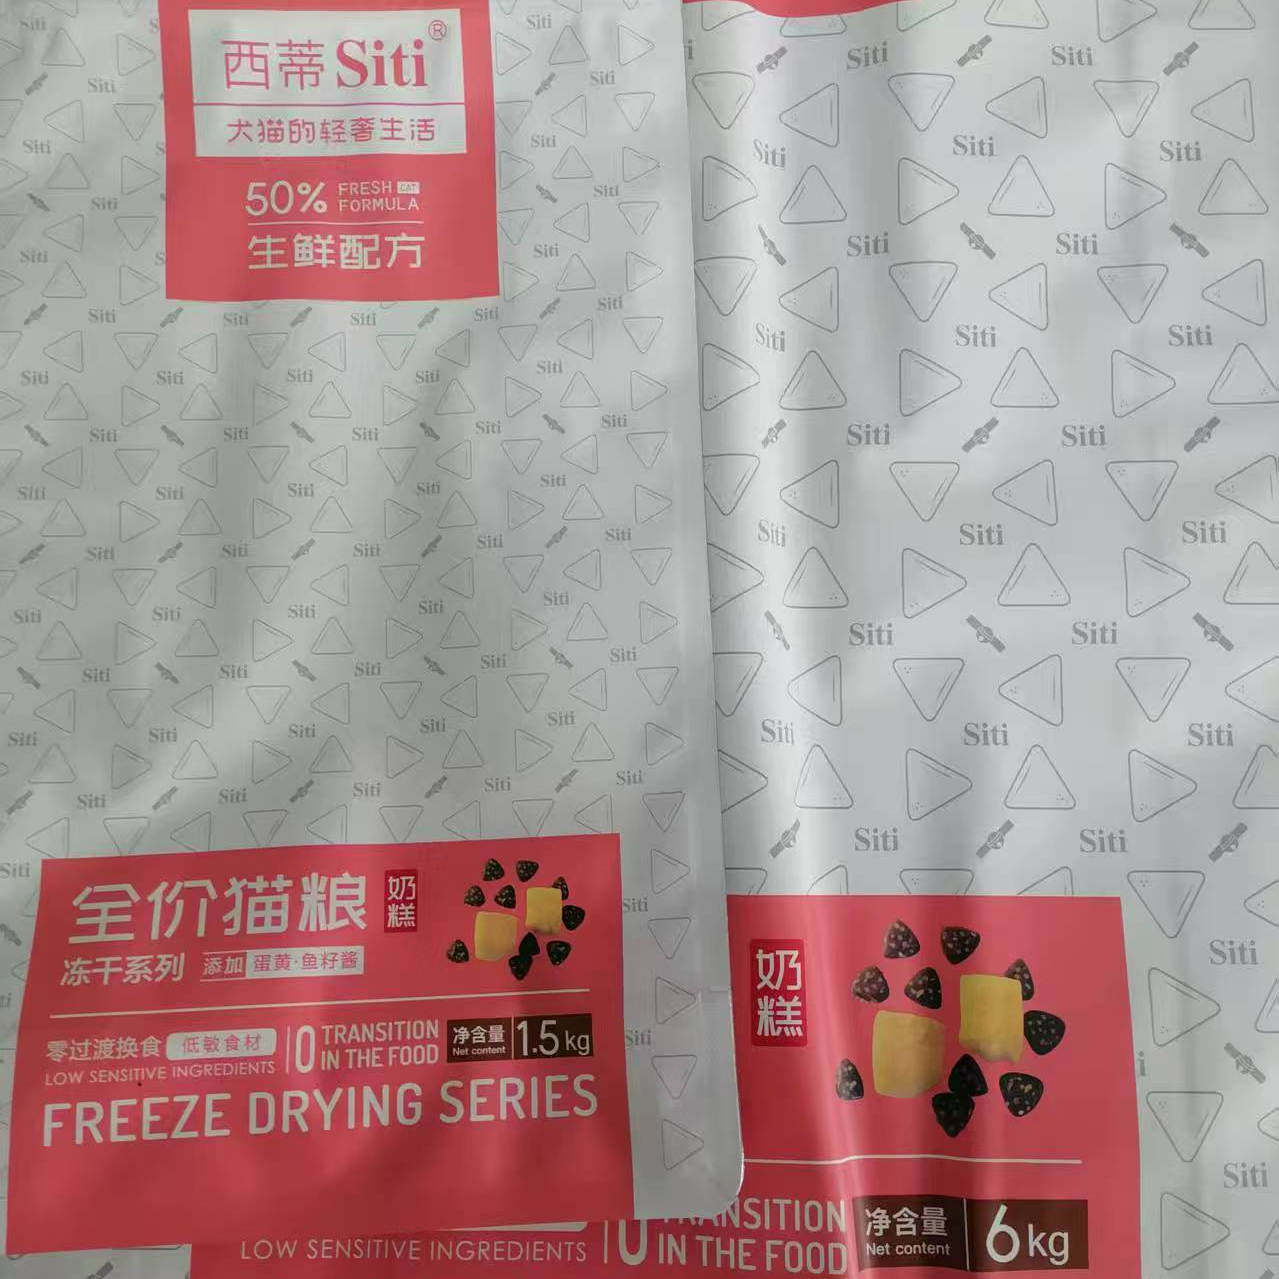 西蒂Siti®
犬猫的轻奢生活
50% FRESH CAT
FORMULA
生鲜配方
全价猫粮 奶糕
冻干系列 添加 蛋黄·鱼籽酱
零过渡换食 低敏食材
LOW SENSITIVE INGREDIENTS
0 TRANSITION
IN THE FOOD
净含量
Net content
1.5kg
FREEZE DRYING SERIES
奶糕
LOW SENSITIVE INGREDIENTS
0 TRANSITION
IN THE FOOD
净含量
Net content
6kg
Siti